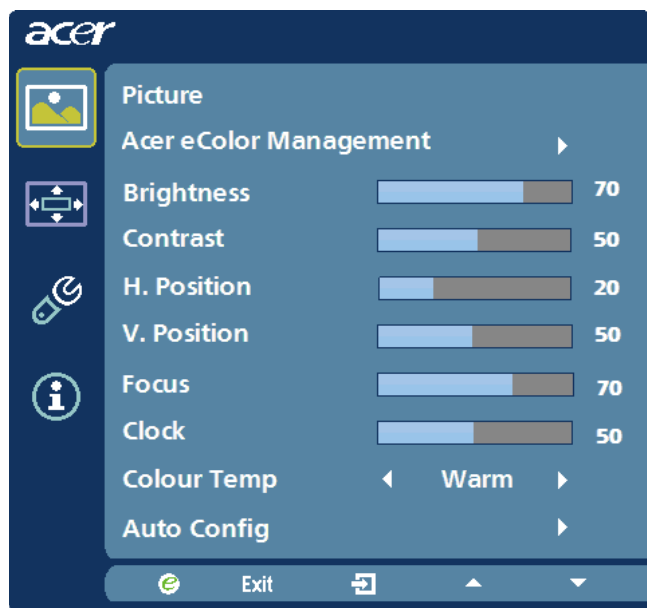 acer
Picture
Acer eColor Management
Brightness 70
Contrast 50
H. Position 20
V. Position 50
Focus 70
Clock 50
Colour Temp Warm
Auto Config
e Exit